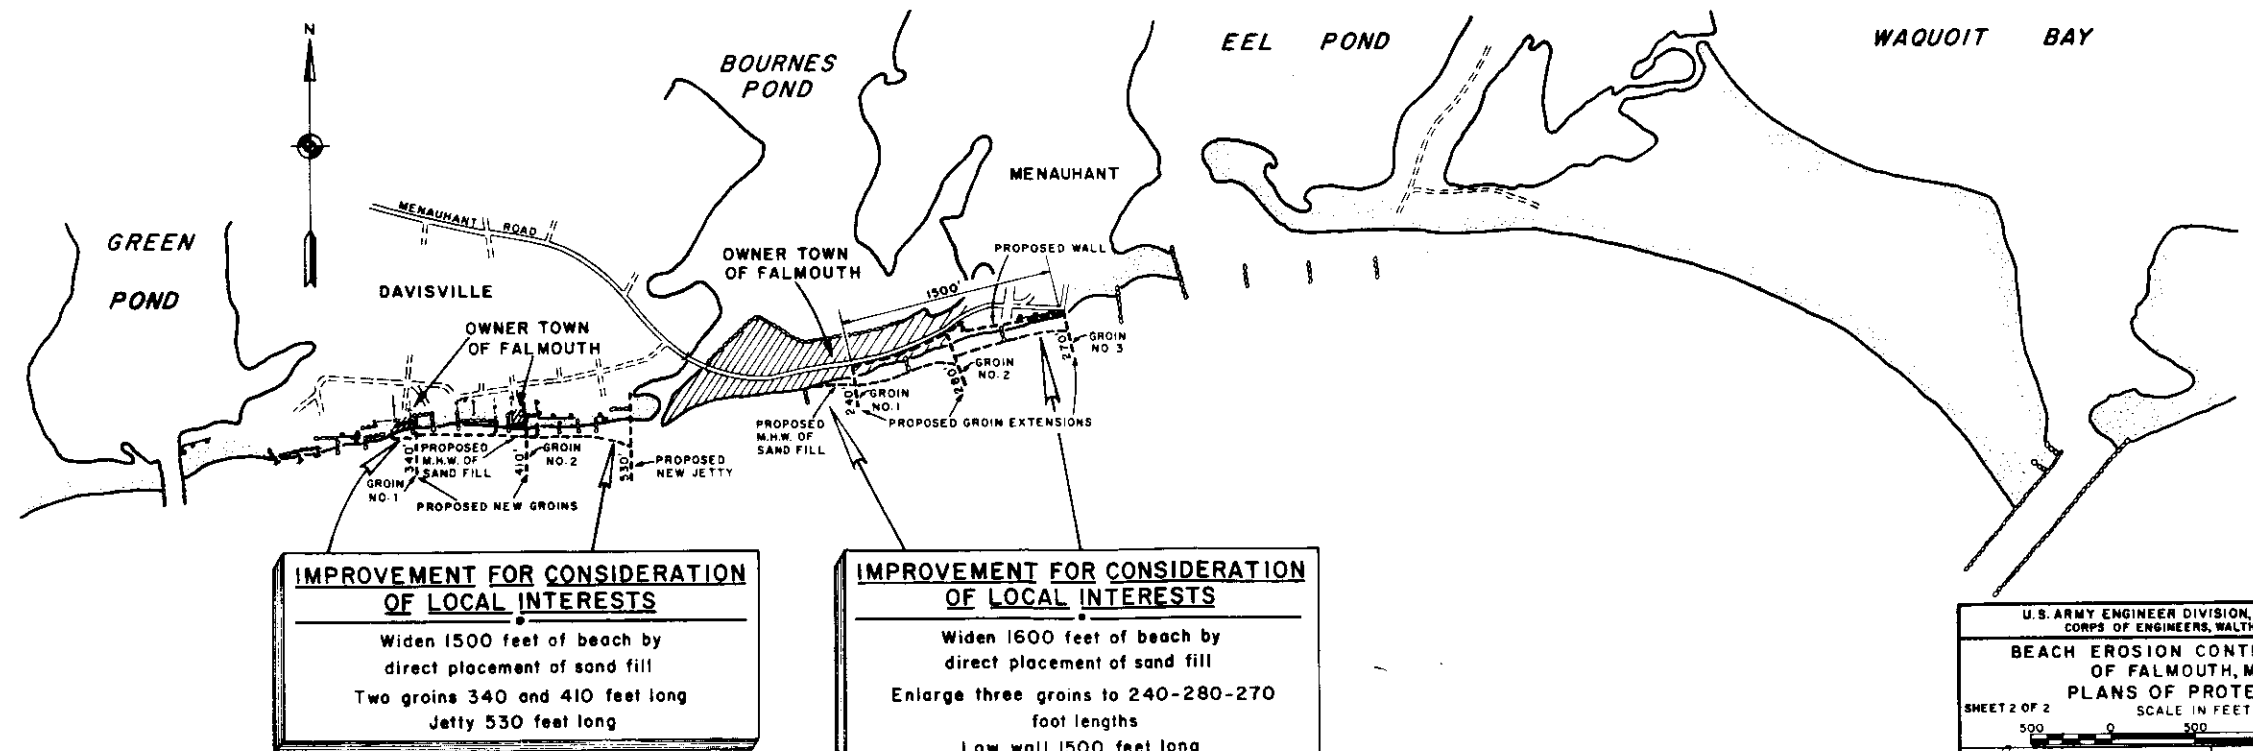 N
GREEN
POND
DAVISVILLE
MENAUHANT ROAD
BOURNES
POND
OWNER TOWN
OF FALMOUTH
OWNER TOWN
OF FALMOUTH
MENAUHANT
EEL POND
WAQUOIT BAY
PROPOSED WALL
1500'
GROIN
NO. 3
270'
GROIN
NO. 2
280'
GROIN
NO. 1
240'
PROPOSED GROIN EXTENSIONS
PROPOSED
M.H.W. OF
SAND FILL
PROPOSED
M.H.W. OF
SAND FILL
GROIN
NO. 1
340'
410'
GROIN
NO. 2
530'
PROPOSED
NEW JETTY
PROPOSED NEW GROINS
IMPROVEMENT FOR CONSIDERATION
OF LOCAL INTERESTS
Widen 1500 feet of beach by
direct placement of sand fill
Two groins 340 and 410 feet long
Jetty 530 feet long
IMPROVEMENT FOR CONSIDERATION
OF LOCAL INTERESTS
Widen 1600 feet of beach by
direct placement of sand fill
Enlarge three groins to 240-280-270
foot lengths
Low wall 1500 feet long
U.S. ARMY ENGINEER DIVISION,
CORPS OF ENGINEERS, WALTH
BEACH EROSION CONT
OF FALMOUTH, M
PLANS OF PROTE
SHEET 2 OF 2
SCALE IN FEET
500 0 500